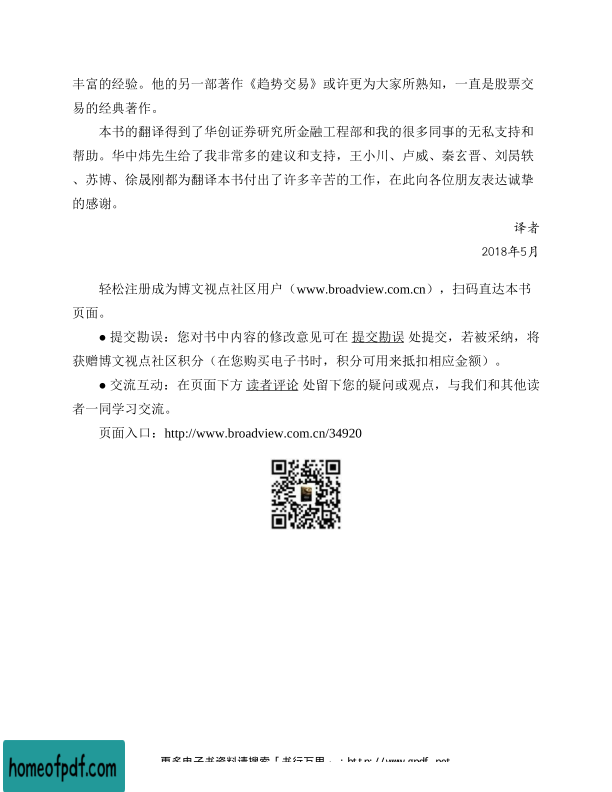 丰富的经验。他的另一部著作《趋势交易》或许更为大家所熟知，一直是股票交
易的经典著作。
本书的翻译得到了华创证券研究所金融工程部和我的很多同事的无私支持和
帮助。华中炜先生给了我非常多的建议和支持，王小川、卢威、秦玄晋、刘昺轶
、苏博、徐晟刚都为翻译本书付出了许多辛苦的工作，在此向各位朋友表达诚挚
的感谢。
译者
2018年5月
轻松注册成为博文视点社区用户（www.broadview.com.cn），扫码直达本书
页面。
● 提交勘误：您对书中内容的修改意见可在 提交勘误 处提交，若被采纳，将
获赠博文视点社区积分（在您购买电子书时，积分可用来抵扣相应金额）。
● 交流互动：在页面下方 读者评论 处留下您的疑问或观点，与我们和其他读
者一同学习交流。
页面入口：http://www.broadview.com.cn/34920
更多电子书资料请搜索「书行万里」：http://www.gpdf.net
homeofpdf.com